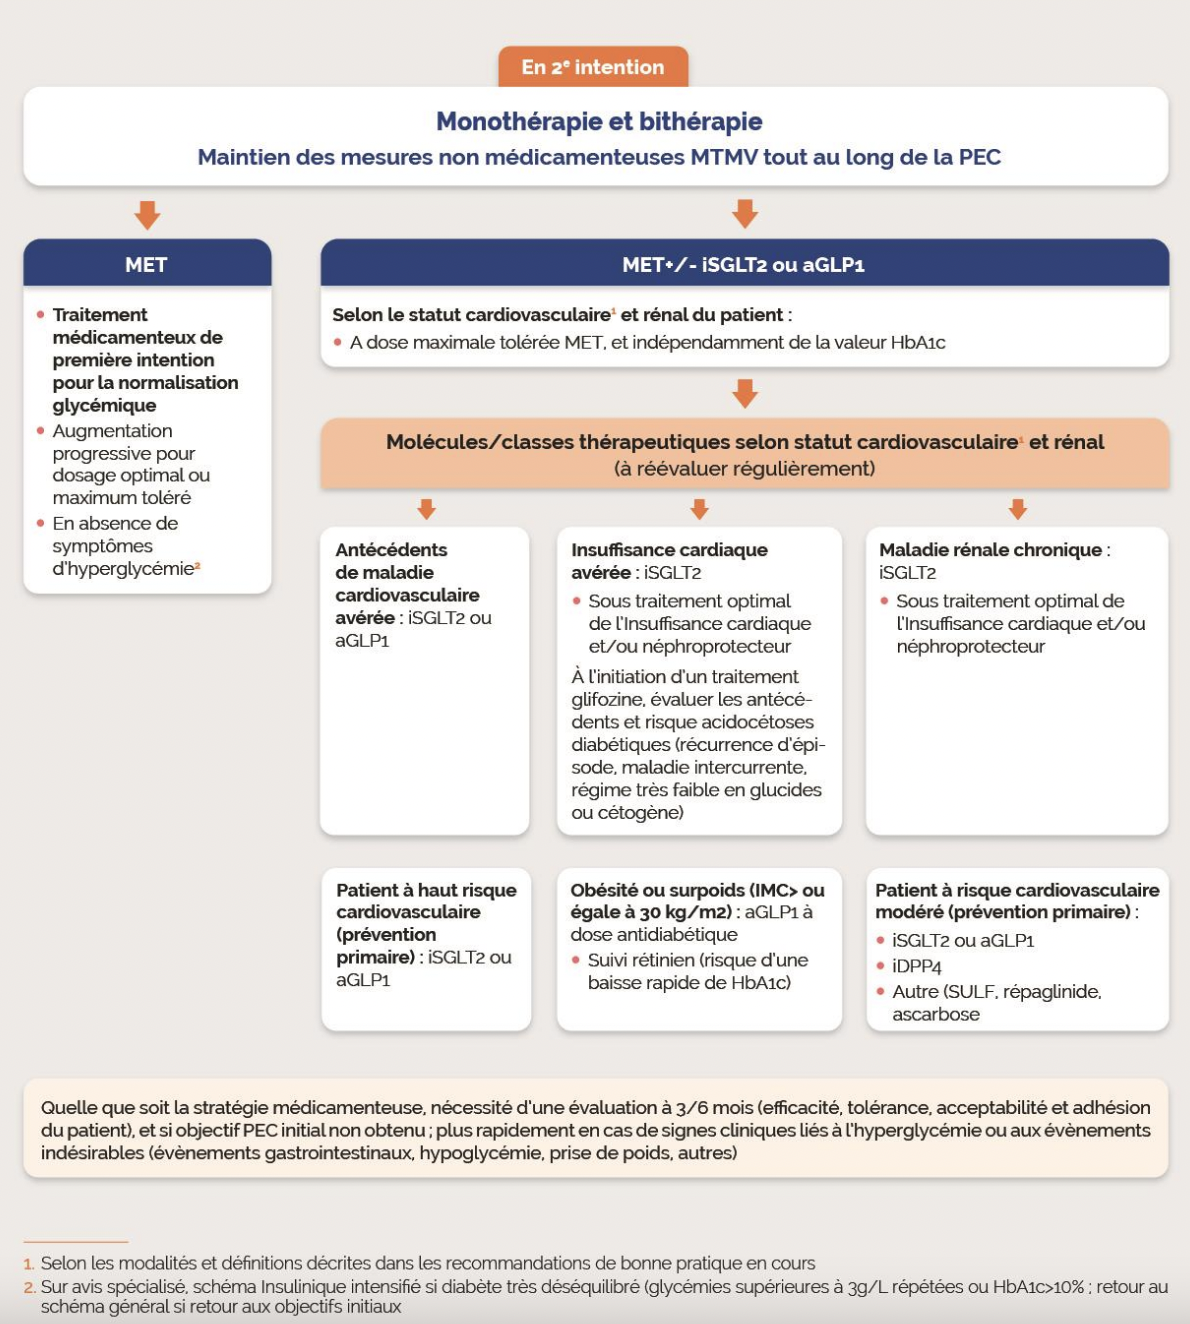 En 2e intention
Monothérapie et bithérapie
Maintien des mesures non médicamenteuses MTMV tout au long de la PEC
MET
• Traitement
médicamenteux de
première intention
pour la normalisation
glycémique
• Augmentation
progressive pour
dosage optimal ou
maximum toléré
• En absence de
symptômes
d'hyperglycémie²
MET+/- iSGLT2 ou aGLP1
Selon le statut cardiovasculaire¹ et rénal du patient :
• A dose maximale tolérée MET, et indépendamment de la valeur HbA1c
Molécules/classes thérapeutiques selon statut cardiovasculaire¹ et rénal
(à réévaluer régulièrement)
Antécédents
de maladie
cardiovasculaire
avérée : iSGLT2 ou
aGLP1
Insuffisance cardiaque
avérée : iSGLT2
• Sous traitement optimal
de l'Insuffisance cardiaque
et/ou néphroprotecteur
À l'initiation d'un traitement
glifozine, évaluer les antécé-
dents et risque acidocétoses
diabétiques (récurrence d'épi-
sode, maladie intercurrente,
régime très faible en glucides
ou cétogène)
Maladie rénale chronique :
iSGLT2
• Sous traitement optimal de
l'Insuffisance cardiaque et/ou
néphroprotecteur
Patient à haut risque
cardiovasculaire
(prévention
primaire) : iSGLT2 ou
aGLP1
Obésité ou surpoids (IMC> ou
égale à 30 kg/m2) : aGLP1 à
dose antidiabétique
• Suivi rétinien (risque d'une
baisse rapide de HbA1c)
Patient à risque cardiovasculaire
modéré (prévention primaire) :
• iSGLT2 ou aGLP1
• iDPP4
• Autre (SULF, répaglinide,
ascarbose
Quelle que soit la stratégie médicamenteuse, nécessité d'une évaluation à 3/6 mois (efficacité, tolérance, acceptabilité et adhésion
du patient), et si objectif PEC initial non obtenu ; plus rapidement en cas de signes cliniques liés à l'hyperglycémie ou aux évènements
indésirables (évènements gastrointestinaux, hypoglycémie, prise de poids, autres)
1. Selon les modalités et définitions décrites dans les recommandations de bonne pratique en cours
2. Sur avis spécialisé, schéma Insulinique intensifié si diabète très déséquilibré (glycémies supérieures à 3g/L répétées ou HbA1c>10% ; retour au
schéma général si retour aux objectifs initiaux